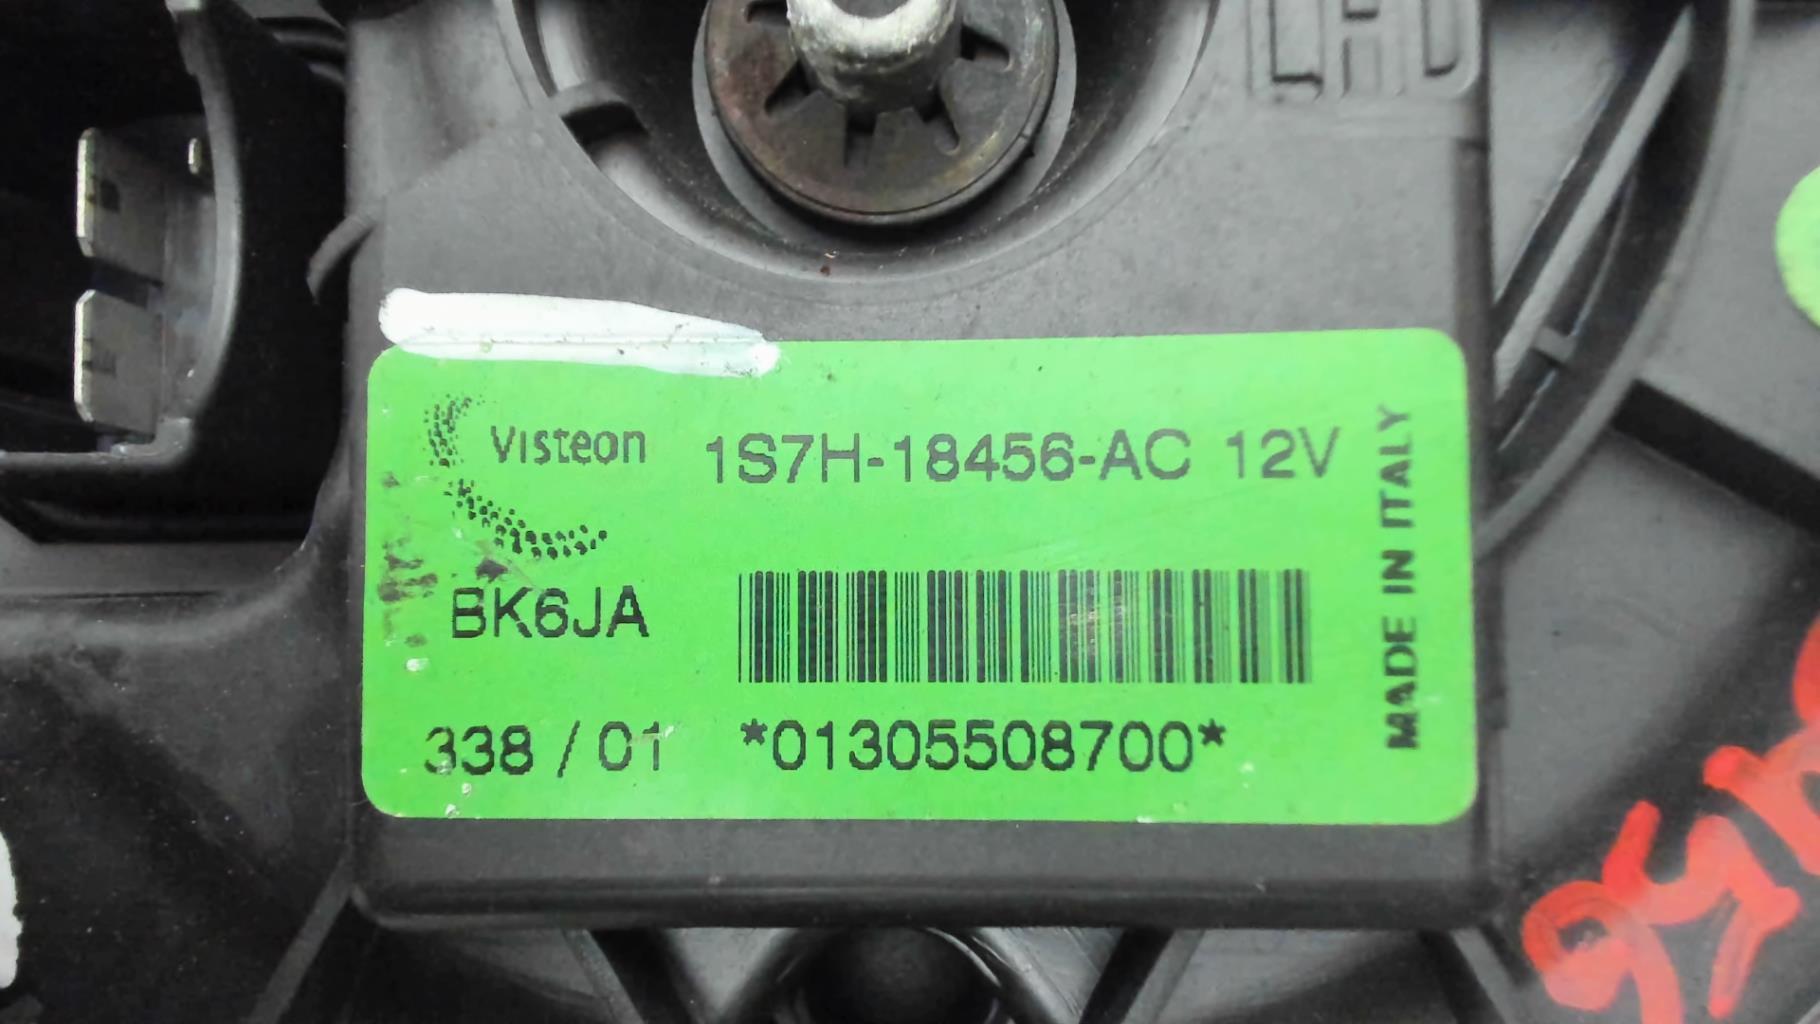 LHD
Visteon 1S7H-18456-AC 12V
BK6JA
338 / 01 *01305508700*
MADE IN ITALY